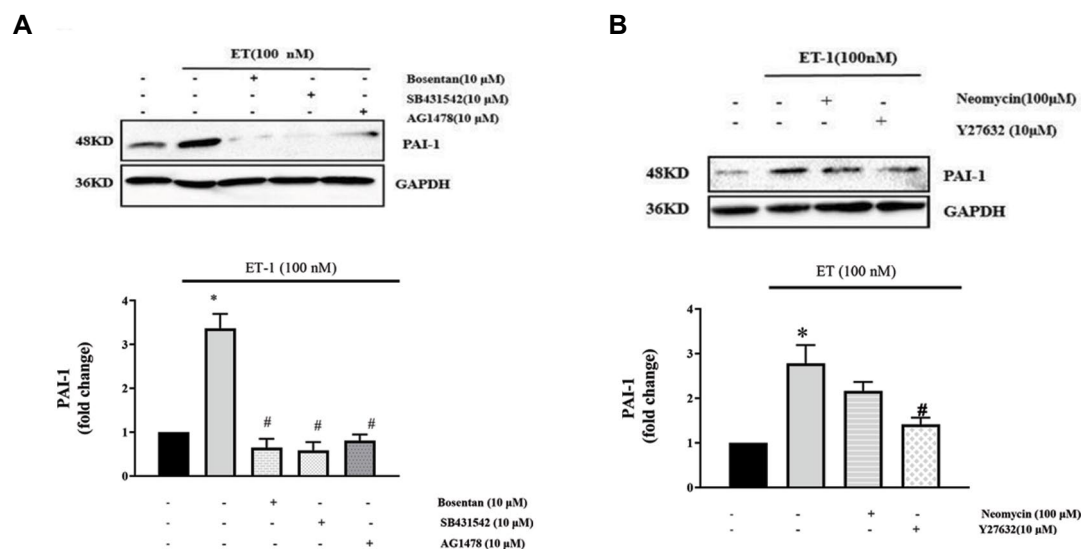 A
ET(100 nM)
- - + - - Bosentan(10 µM)
- - - + - SB431542(10 µM)
- - - - + AG1478(10 µM)
48KD PAI-1
36KD GAPDH
ET-1 (100 nM)
PAI-1
(fold change)
4
3
2
1
0
*
#
#
#
- - + - - Bosentan (10 µM)
- - - + - SB431542 (10 µM)
- - - - + AG1478 (10 µM)
B
ET-1(100nM)
- - + - Neomycin(100µM)
- - - + Y27632 (10µM)
48KD PAI-1
36KD GAPDH
ET (100 nM)
PAI-1
(fold change)
4
3
2
1
0
*
#
- - + - Neomycin (100 µM)
- - - + Y27632(10 µM)